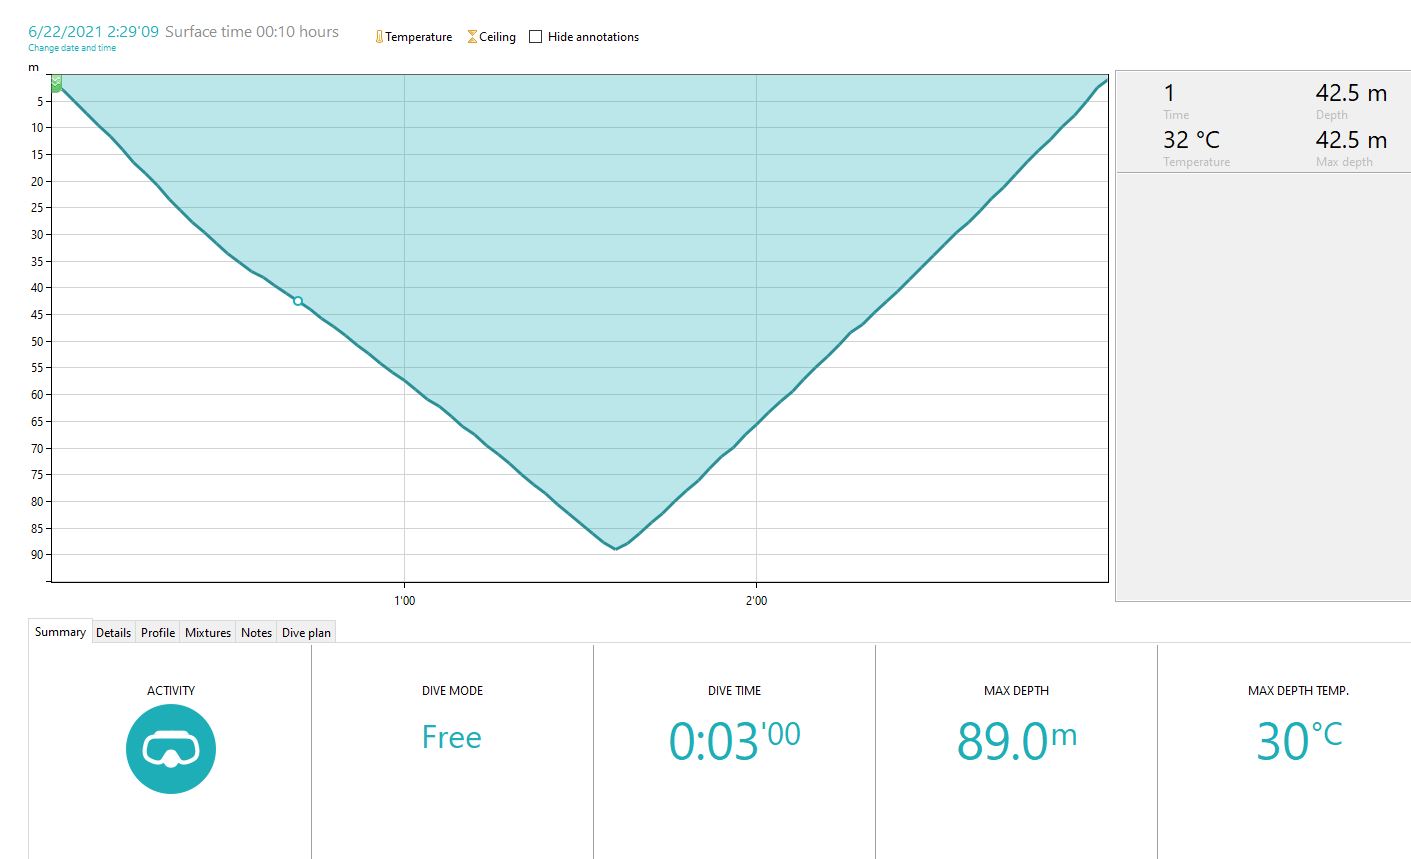 6/22/2021 2:29'09 Surface time 00:10 hours
Change date and time
Temperature Ceiling Hide annotations
m
5
10
15
20
25
30
35
40
45
50
55
60
65
70
75
80
85
90
1'00 2'00
1 42.5 m
Time Depth
32 °C 42.5 m
Temperature Max depth
Summary Details Profile Mixtures Notes Dive plan
ACTIVITY DIVE MODE DIVE TIME MAX DEPTH MAX DEPTH TEMP.
Free 0:03'00 89.0m 30°C